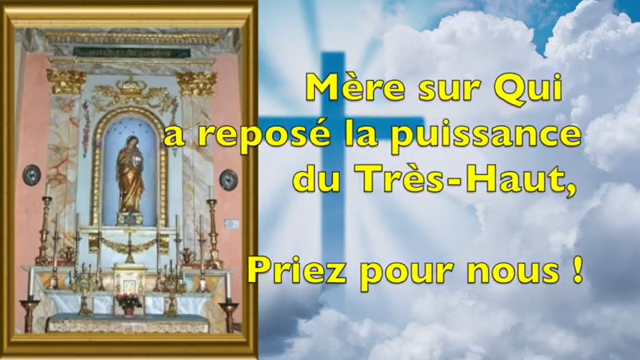 Mère sur Qui
a reposé la puissance
du Très-Haut,
Priez pour nous !